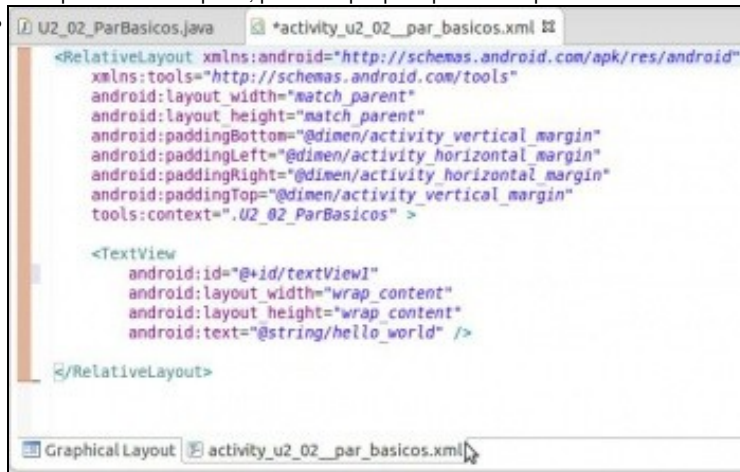 U2_02_ParBasicos.java *activity_u2_02__par_basicos.xml
<RelativeLayout xmlns:android="http://schemas.android.com/apk/res/android"
xmlns:tools="http://schemas.android.com/tools"
android:layout_width="match_parent"
android:layout_height="match_parent"
android:paddingBottom="@dimen/activity_vertical_margin"
android:paddingLeft="@dimen/activity_horizontal_margin"
android:paddingRight="@dimen/activity_horizontal_margin"
android:paddingTop="@dimen/activity_vertical_margin"
tools:context=".U2_02_ParBasicos" >
<TextView
android:id="@+id/textView1"
android:layout_width="wrap_content"
android:layout_height="wrap_content"
android:text="@string/hello_world" />
</RelativeLayout>
Graphical Layout activity_u2_02__par_basicos.xml